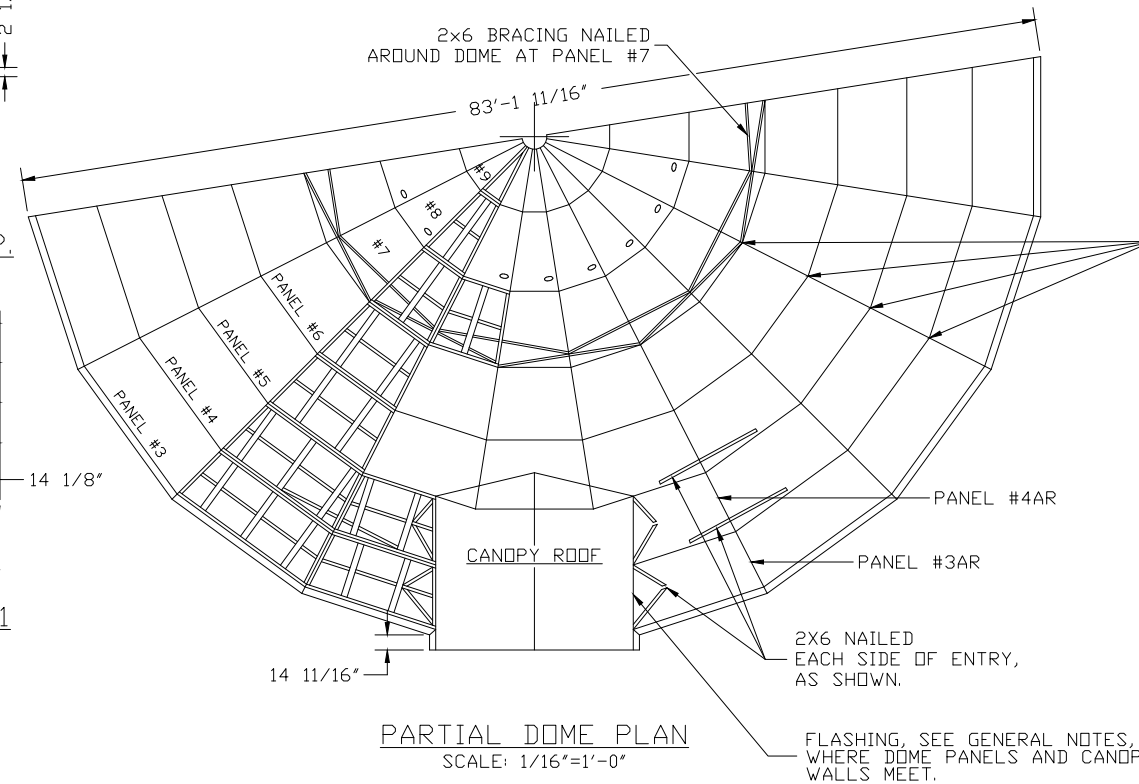 2x6 BRACING NAILED
AROUND DOME AT PANEL #7
83'-1 11/16"
#9
#8
#7
PANEL #6
PANEL #5
PANEL #4
PANEL #3
14 1/8"
PANEL #4AR
CANOPY ROOF
PANEL #3AR
2X6 NAILED
EACH SIDE OF ENTRY,
AS SHOWN.
14 11/16"
PARTIAL DOME PLAN
SCALE: 1/16"=1'-0"
FLASHING, SEE GENERAL NOTES,
WHERE DOME PANELS AND CANOP
WALLS MEET.
1